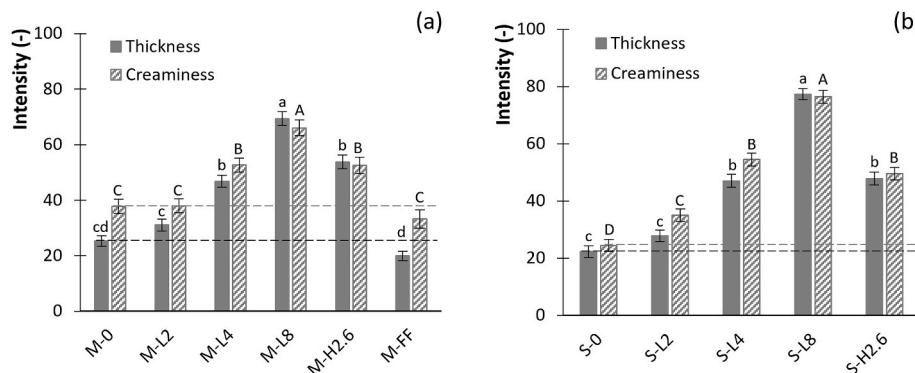 (a)
Intensity (-)
100
80
60
40
20
0
Thickness
Creaminess
cd
C
c
C
b
B
a
A
b
B
d
C
M-0
M-L2
M-L4
M-L8
M-H2.6
M-FF
(b
Intensity (-)
100
80
60
40
20
0
Thickness
Creaminess
c
D
c
C
b
B
a
A
b
B
S-0
S-L2
S-L4
S-L8
S-H2.6